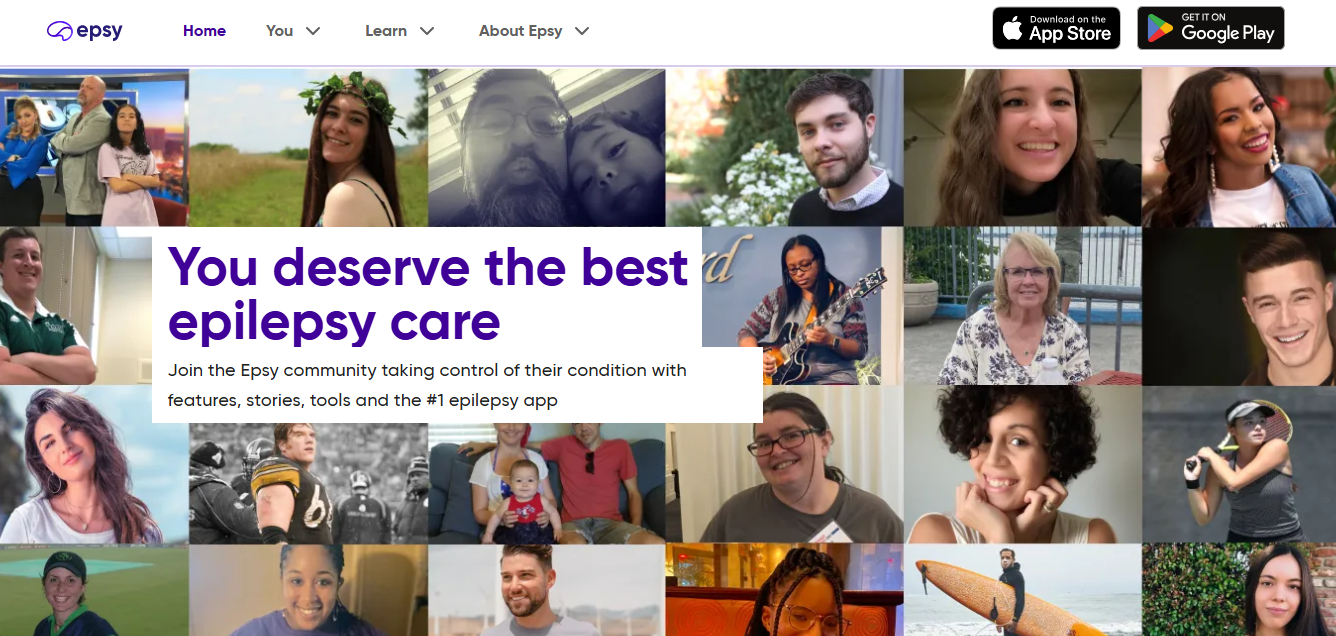 epsy
Home
You
Learn
About Epsy
Download on the
App Store
GET IT ON
Google Play
You deserve the best
epilepsy care
Join the Epsy community taking control of their condition with
features, stories, tools and the #1 epilepsy app